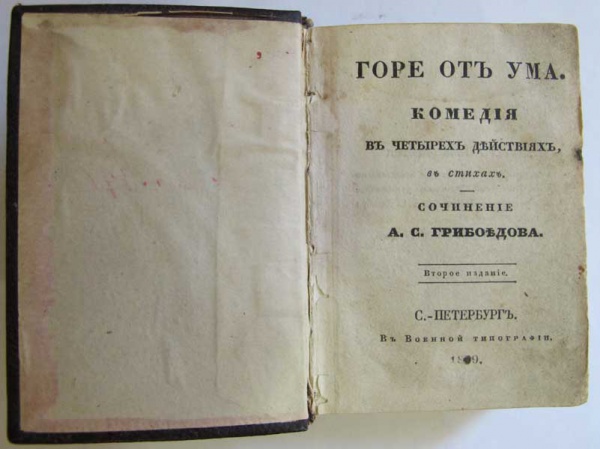 ГОРЕ ОТЪ УМА.
КОМЕДІЯ
ВЪ ЧЕТЫРЕХЪ ДѢЙСТВІЯХЪ,
въ стихахъ.
СОЧИНЕНІЕ
А. С. ГРИБОѢДОВА.
Второе изданіе.
С.-ПЕТЕРБУРГЪ.
Въ Военной типографіи.